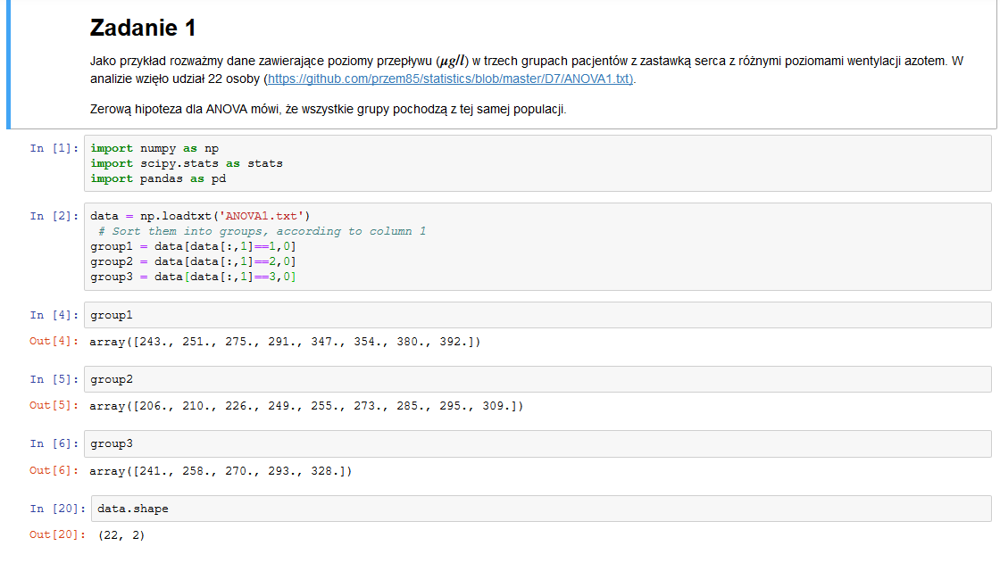 Zadanie 1
Jako przykład rozważmy dane zawierające poziomy przepływu (μg/l) w trzech grupach pacjentów z zastawką serca z różnymi poziomami wentylacji azotem. W
analizie wzięło udział 22 osoby (https://github.com/przem85/statistics/blob/master/D7/ANOVA1.txt).
Zerową hipoteza dla ANOVA mówi, że wszystkie grupy pochodzą z tej samej populacji.
In [1]: import numpy as np
import scipy.stats as stats
import pandas as pd
In [2]: data = np.loadtxt('ANOVA1.txt')
# Sort them into groups, according to column 1
group1 = data[data[:,1]==1,0]
group2 = data[data[:,1]==2,0]
group3 = data[data[:,1]==3,0]
In [4]: group1
Out[4]: array([243., 251., 275., 291., 347., 354., 380., 392.])
In [5]: group2
Out[5]: array([206., 210., 226., 249., 255., 273., 285., 295., 309.])
In [6]: group3
Out[6]: array([241., 258., 270., 293., 328.])
In [20]: data.shape
Out[20]: (22, 2)